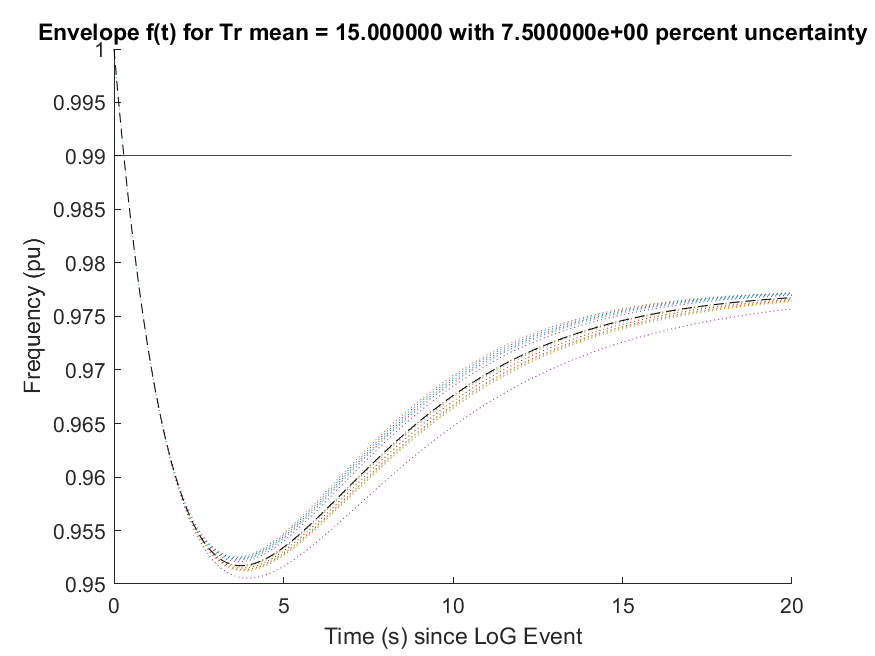 Envelope f(t) for Tr mean = 15.000000 with 7.500000e+00 percent uncertainty
1
0.995
0.99
0.985
0.98
0.975
0.97
0.965
0.96
0.955
0.95
Frequency (pu)
0 5 10 15 20
Time (s) since LoG Event